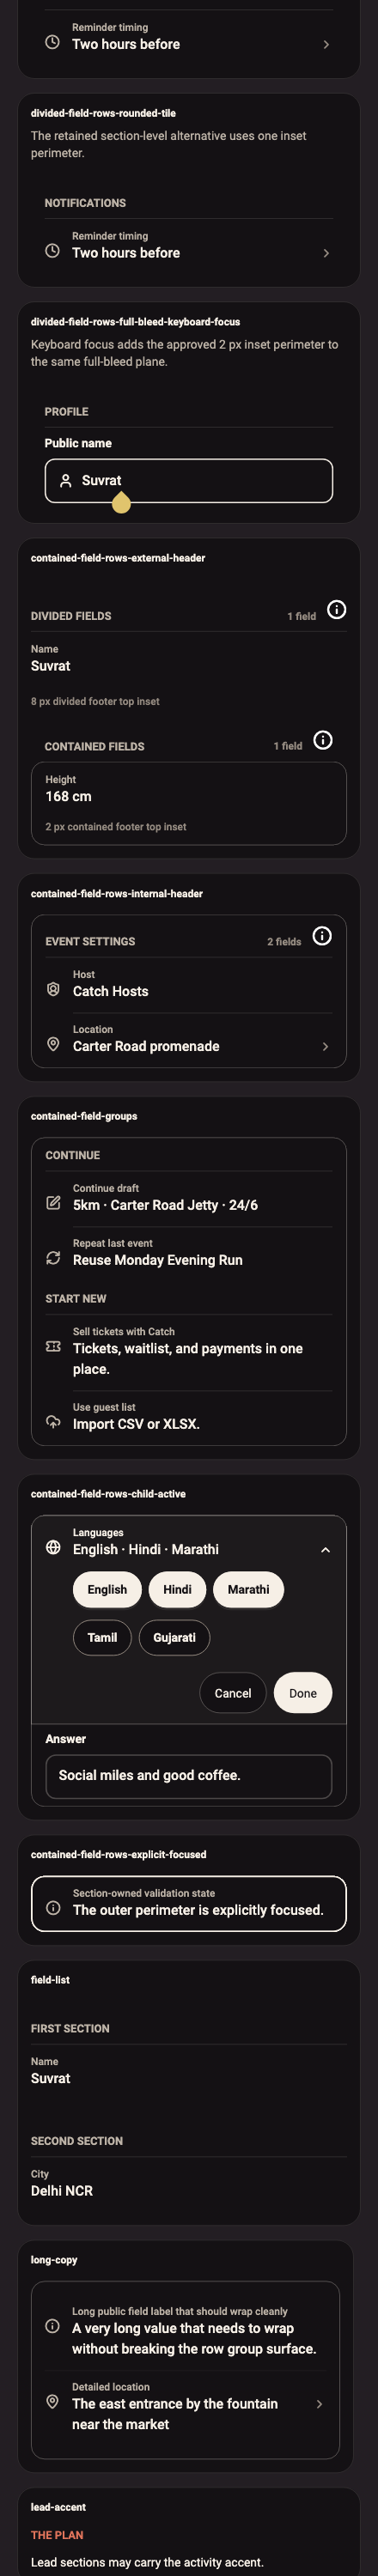 Reminder timing
Two hours before
divided-field-rows-rounded-tile
The retained section-level alternative uses one inset
perimeter.
NOTIFICATIONS
Reminder timing
Two hours before
divided-field-rows-full-bleed-keyboard-focus
Keyboard focus adds the approved 2 px inset perimeter to
the same full-bleed plane.
PROFILE
Public name
Suvrat
contained-field-rows-external-header
DIVIDED FIELDS 1 field
Name
Suvrat
8 px divided footer top inset
CONTAINED FIELDS 1 field
Height
168 cm
2 px contained footer top inset
contained-field-rows-internal-header
EVENT SETTINGS 2 fields
Host
Catch Hosts
Location
Carter Road promenade
contained-field-groups
CONTINUE
Continue draft
5km · Carter Road Jetty · 24/6
Repeat last event
Reuse Monday Evening Run
START NEW
Sell tickets with Catch
Tickets, waitlist, and payments in one
place.
Use guest list
Import CSV or XLSX.
contained-field-rows-child-active
Languages
English · Hindi · Marathi
English Hindi Marathi
Tamil Gujarati
Cancel Done
Answer
Social miles and good coffee.
contained-field-rows-explicit-focused
Section-owned validation state
The outer perimeter is explicitly focused.
field-list
FIRST SECTION
Name
Suvrat
SECOND SECTION
City
Delhi NCR
long-copy
Long public field label that should wrap cleanly
A very long value that needs to wrap
without breaking the row group surface.
Detailed location
The east entrance by the fountain
near the market
lead-accent
THE PLAN
Lead sections may carry the activity accent.